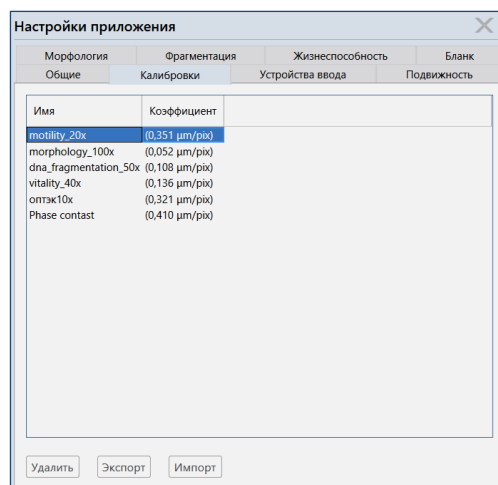 Настройки приложения
Морфология Фрагментация Жизнеспособность Бланк
Общие Калибровки Устройства ввода Подвижность
Имя Коэффициент
motility_20x (0,351 µm/pix)
morphology_100x (0,052 µm/pix)
dna_fragmentation_50x (0,108 µm/pix)
vitality_40x (0,136 µm/pix)
оптэк10x (0,321 µm/pix)
Phase contast (0,410 µm/pix)
Удалить Экспорт Импорт